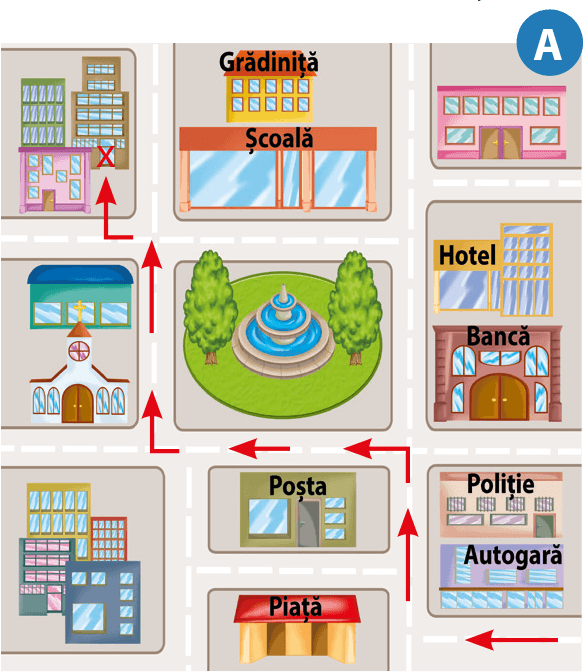 A
Grădiniță
Școală
X
Hotel
Bancă
Poșta
Poliție
Autogară
Piață